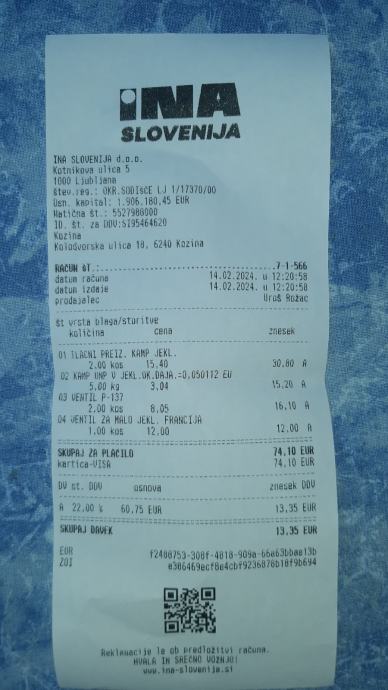 INA
SLOVENIJA
INA SLOVENIJA d.o.o.
Kotnikova ulica 5
1000 Ljubljana
Štev.reg.: OKR.SODIŠČE LJ 1/17370/00
Osn. kapital: 1.906.180,45 EUR
Matična št.: 5527988000
ID. št. za DDV:SI95464620
Kozina
Kolodvorska ulica 18, 6240 Kozina
RAČUN ŠT.:.....7-1-566
datum računa 14.02.2024. u 12:20:58
datum izdaje 14.02.2024. u 12:20:58
prodajalec Uroš Rožac
št vrsta blaga/storitve
količina cena znesek
01 TLAČNI PREIZ. KAMP JEKL.
2.00 kos 15,40 30,80 A
02 KAMP UNP V JEKL.OK.DAJA.=0,050112 EU
5.00 kg 3,04 15,20 A
03 VENTIL P-137
2.00 kos 8,05 16,10 A
04 VENTIL ZA MALO JEKL. FRANCIJA
1.00 kos 12,00 12,00 A
SKUPAJ ZA PLAČILO 74,10 EUR
kartica-VISA 74,10 EUR
DV st. DDV osnova znesek DDV
A 22,00 % 60,75 EUR 13,35 EUR
SKUPAJ DAVEK 13,35 EUR
EOR
ZOI
Reklamacije le ob predložitvi računa.
HVALA IN SREČNO VOŽNJO!
www.ina-slovenija.si